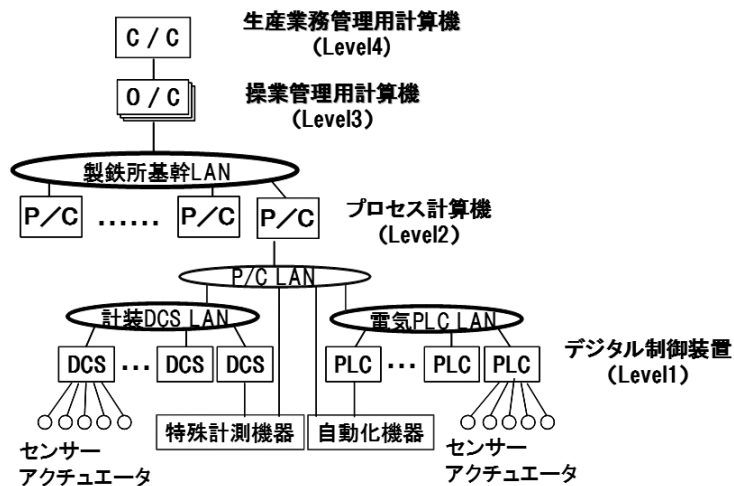 C/C
生産業務管理用計算機
(Level4)
O/C
操業管理用計算機
(Level3)
製鉄所基幹LAN
P/C ...... P/C P/C
プロセス計算機
(Level2)
P/C LAN
計装DCS LAN
電気PLC LAN
DCS ... DCS DCS
PLC ... PLC PLC
デジタル制御装置
(Level1)
特殊計測機器
自動化機器
センサー
アクチュエータ
センサー
アクチュエータ